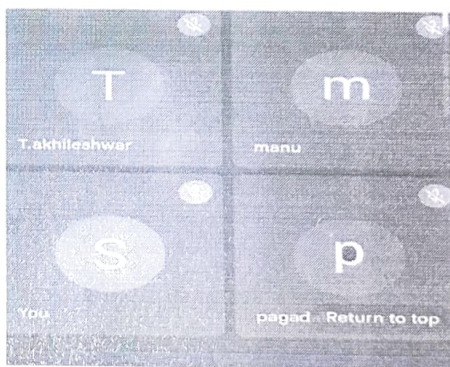 T
m
T.akhileshwar
manu
S
p
You
pagad Return to top